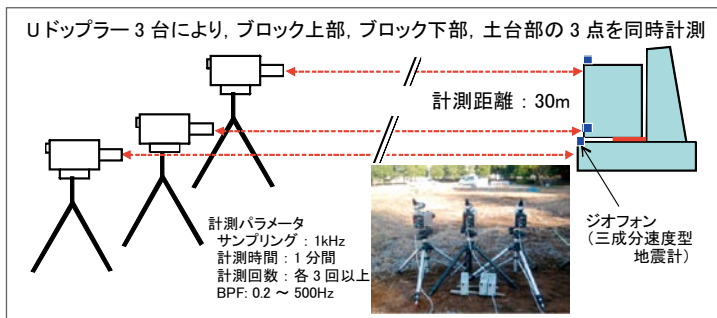 Uドップラー3台により，ブロック上部，ブロック下部，土台部の3点を同時計測
計測距離：30m
計測パラメータ
サンプリング：1kHz
計測時間：1分間
計測回数：各3回以上
BPF: 0.2 ～ 500Hz
ジオフォン
（三成分速度型
地震計）